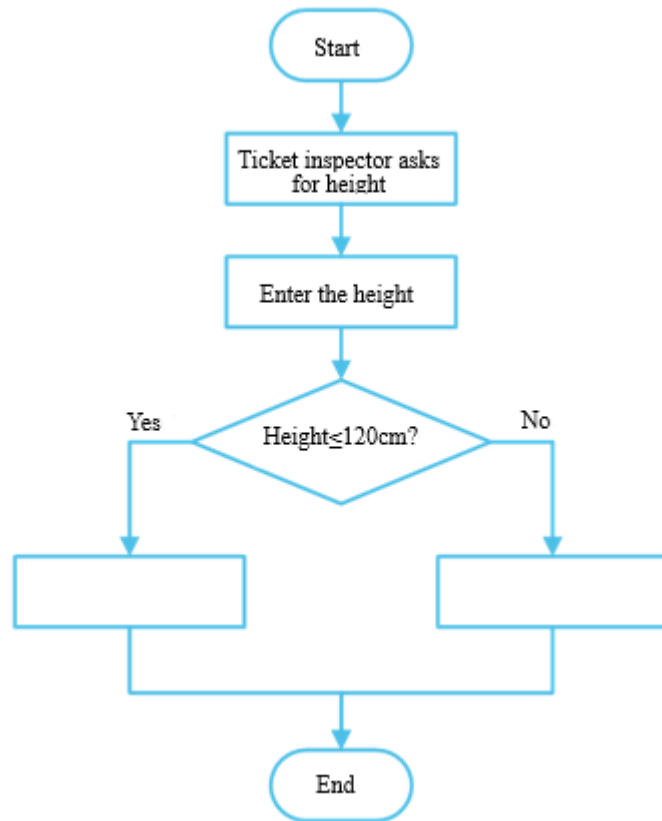 Start
Ticket inspector asks
for height
Enter the height
Yes
Height≤120cm?
No
End